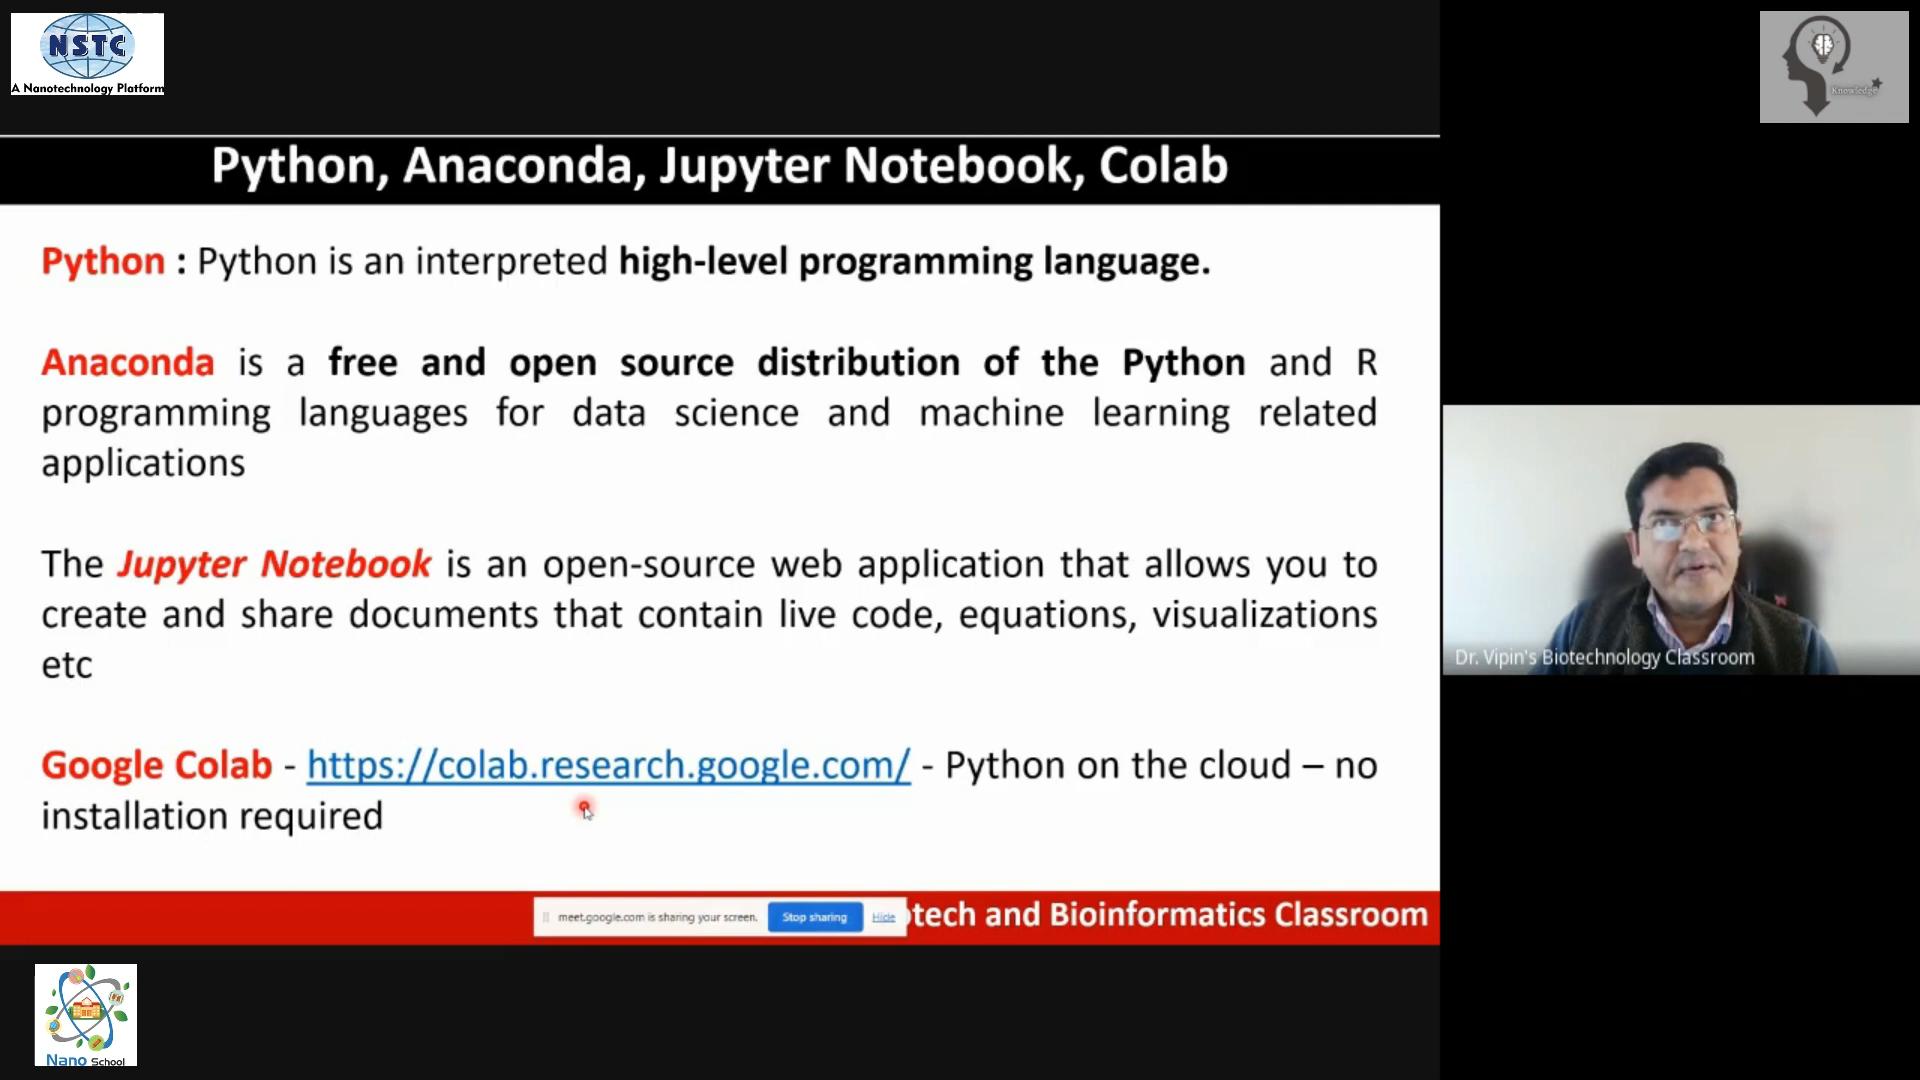 NSTC
A Nanotechnology Platform
Knowledge
Python, Anaconda, Jupyter Notebook, Colab
Python : Python is an interpreted high-level programming language.
Anaconda is a free and open source distribution of the Python and R
programming languages for data science and machine learning related
applications
The Jupyter Notebook is an open-source web application that allows you to
create and share documents that contain live code, equations, visualizations
etc
Google Colab - https://colab.research.google.com/ - Python on the cloud – no
installation required
Dr. Vipin's Biotechnology Classroom
meet.google.com is sharing your screen. Stop sharing Hide
tech and Bioinformatics Classroom
Nano School